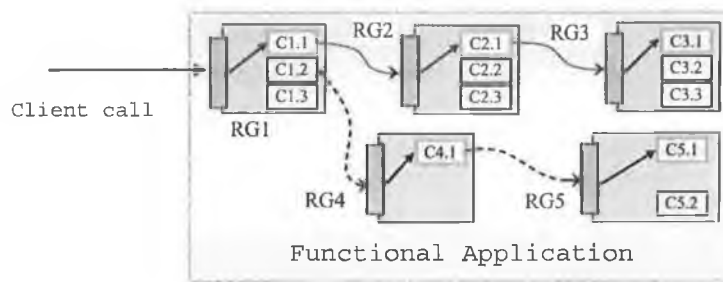 RG2
RG3
C1.1
C2.1
C3.1
C1.2
C2.2
C3.2
C1.3
C2.3
C3.3
Client call
RG1
C4.1
C5.1
RG4
RG5
C5.2
Functional Application